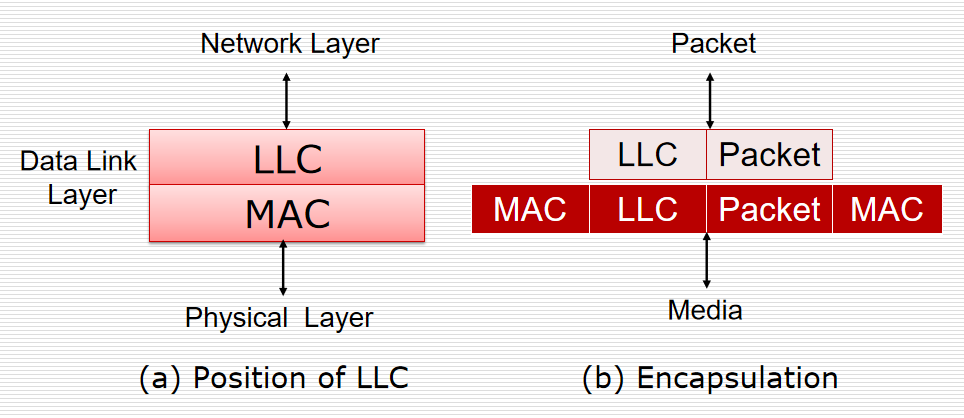 Network Layer
Data Link
Layer
LLC
MAC
Physical Layer
(a) Position of LLC
Packet
LLC Packet
MAC LLC Packet MAC
Media
(b) Encapsulation